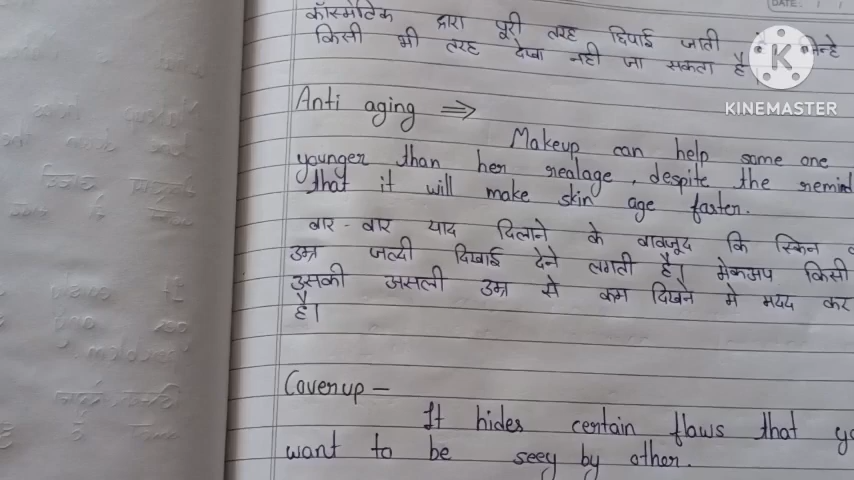 कॉस्मेटिक द्वारा पूरी तरह छिपाई जाती
किसी भी तरह देखा नही जा सकता है
DATE: / /
KINEMASTER
Anti aging ⇒
Makeup can help some one
younger than her realage, despite the remind
that it will make skin age faster.
बार-बार याद दिलाने के वावजूद कि स्किन
उम्र जल्दी दिखाई देने लगती है। मेकअप किसी
उसकी असली उम्र से कम दिखने मे मदद कर
है।
Coverup –
It hides certain flaws that yo
want to be seey by other.